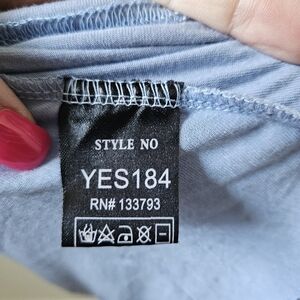 STYLE NO
YES184
RN# 133793